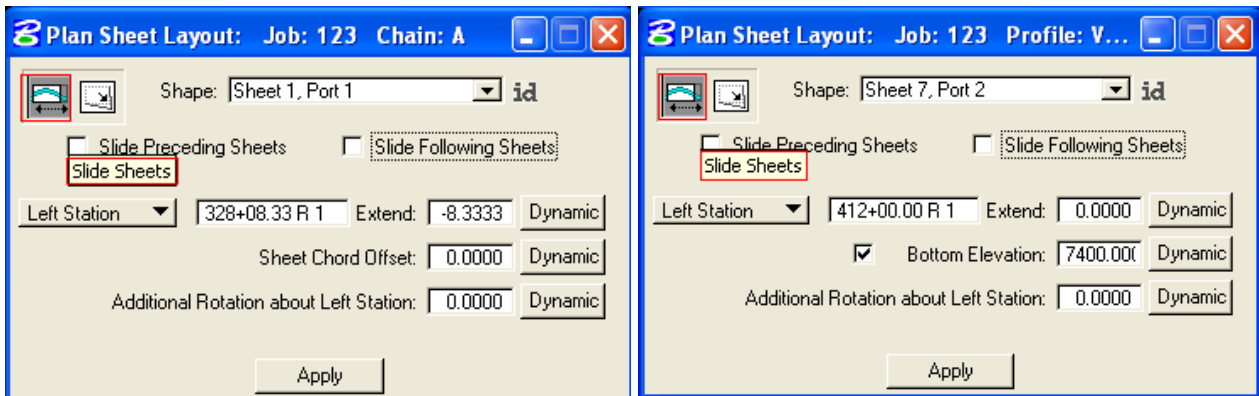 Plan Sheet Layout: Job: 123 Chain: A
Shape: Sheet 1, Port 1 id
Slide Preceding Sheets Slide Following Sheets
Slide Sheets
Left Station 328+08.33 R 1 Extend: -8.3333 Dynamic
Sheet Chord Offset: 0.0000 Dynamic
Additional Rotation about Left Station: 0.0000 Dynamic
Apply
Plan Sheet Layout: Job: 123 Profile: V...
Shape: Sheet 7, Port 2 id
Slide Preceding Sheets Slide Following Sheets
Slide Sheets
Left Station 412+00.00 R 1 Extend: 0.0000 Dynamic
Bottom Elevation: 7400.00( Dynamic
Additional Rotation about Left Station: 0.0000 Dynamic
Apply